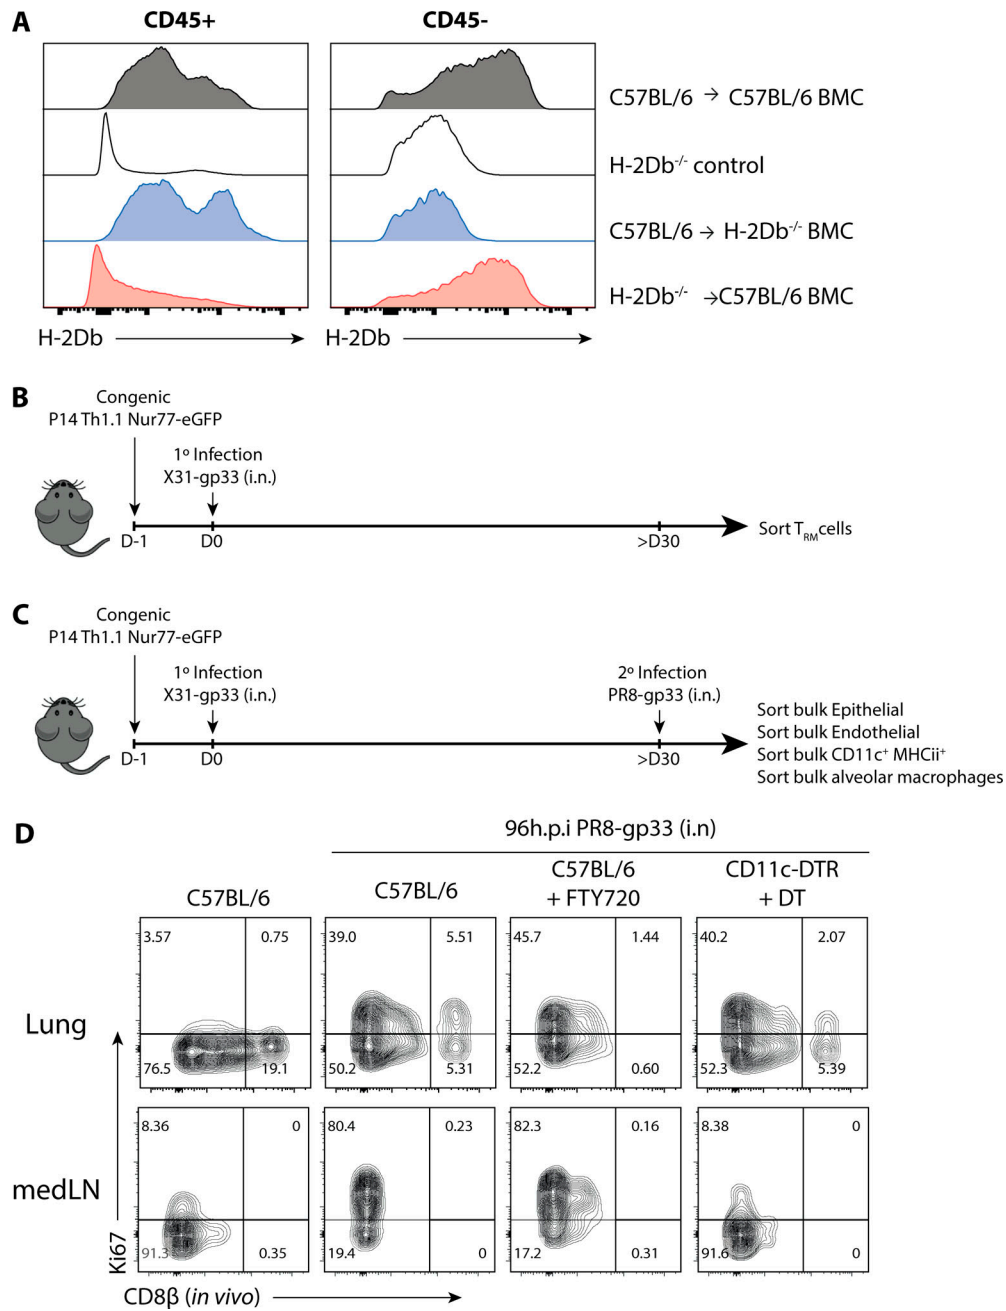 A
CD45+
CD45-
C57BL/6 → C57BL/6 BMC
H-2Db-/- control
C57BL/6 → H-2Db-/- BMC
H-2Db-/- →C57BL/6 BMC
H-2Db
H-2Db
B
Congenic
P14 Th1.1 Nur77-eGFP
1º Infection
X31-gp33 (i.n.)
D-1
D0
>D30
Sort TRM cells
C
Congenic
P14 Th1.1 Nur77-eGFP
1º Infection
X31-gp33 (i.n.)
2º Infection
PR8-gp33 (i.n.)
D-1
D0
>D30
Sort bulk Epithelial
Sort bulk Endothelial
Sort bulk CD11c+ MHCii+
Sort bulk alveolar macrophages
D
96h.p.i PR8-gp33 (i.n)
C57BL/6
C57BL/6
C57BL/6
+ FTY720
CD11c-DTR
+ DT
Lung
3.57 0.75
76.5 19.1
39.0 5.51
50.2 5.31
45.7 1.44
52.2 0.60
40.2 2.07
52.3 5.39
medLN
8.36 0
91.3 0.35
80.4 0.23
19.4 0
82.3 0.16
17.2 0.31
8.38 0
91.6 0
Ki67
CD8β (in vivo)